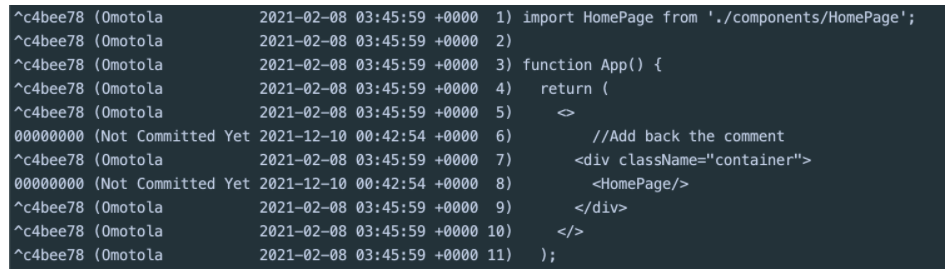 ^c4bee78 (Omotola           2021-02-08 03:45:59 +0000  1) import HomePage from './components/HomePage';
^c4bee78 (Omotola           2021-02-08 03:45:59 +0000  2)
^c4bee78 (Omotola           2021-02-08 03:45:59 +0000  3) function App() {
^c4bee78 (Omotola           2021-02-08 03:45:59 +0000  4)   return (
^c4bee78 (Omotola           2021-02-08 03:45:59 +0000  5)     <>
00000000 (Not Committed Yet 2021-12-10 00:42:54 +0000  6)         //Add back the comment
^c4bee78 (Omotola           2021-02-08 03:45:59 +0000  7)       <div className="container">
00000000 (Not Committed Yet 2021-12-10 00:42:54 +0000  8)         <HomePage/>
^c4bee78 (Omotola           2021-02-08 03:45:59 +0000  9)       </div>
^c4bee78 (Omotola           2021-02-08 03:45:59 +0000 10)     </>
^c4bee78 (Omotola           2021-02-08 03:45:59 +0000 11)   );